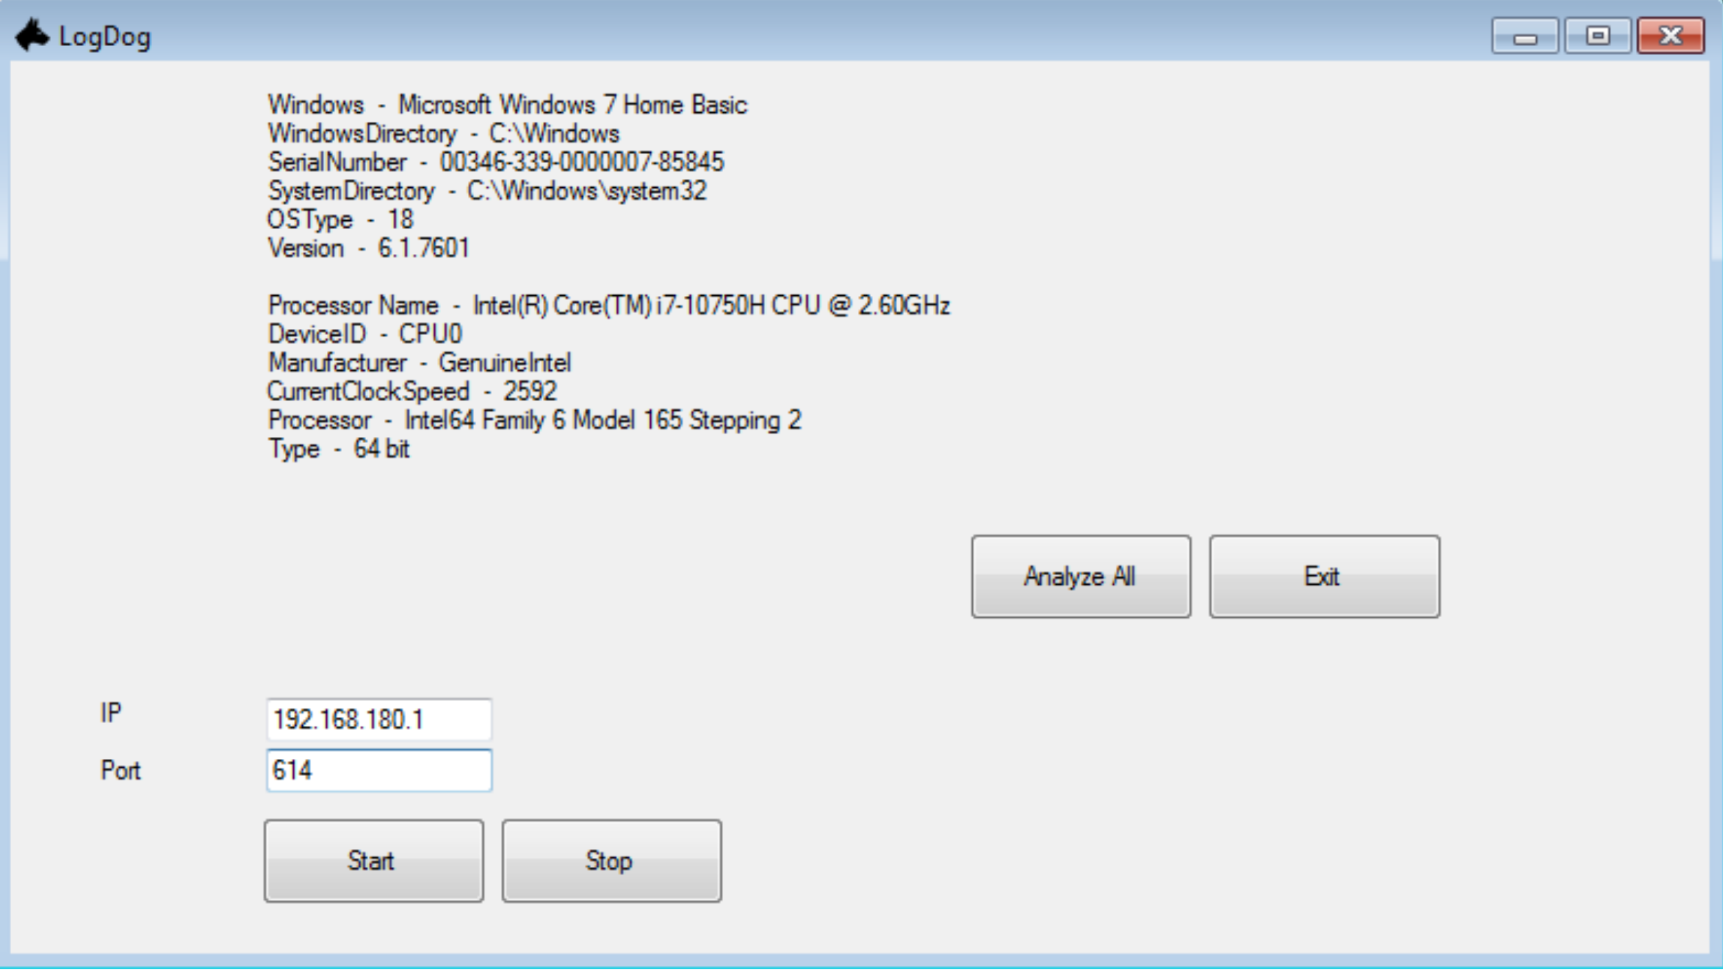 LogDog
Windows - Microsoft Windows 7 Home Basic
WindowsDirectory - C:\Windows
SerialNumber - 00346-339-0000007-85845
SystemDirectory - C:\Windows\system32
OSType - 18
Version - 6.1.7601
Processor Name - Intel(R) Core(TM) i7-10750H CPU @ 2.60GHz
DeviceID - CPU0
Manufacturer - GenuineIntel
CurrentClockSpeed - 2592
Processor - Intel64 Family 6 Model 165 Stepping 2
Type - 64 bit
Analyze All Exit
IP 192.168.180.1
Port 614
Start Stop